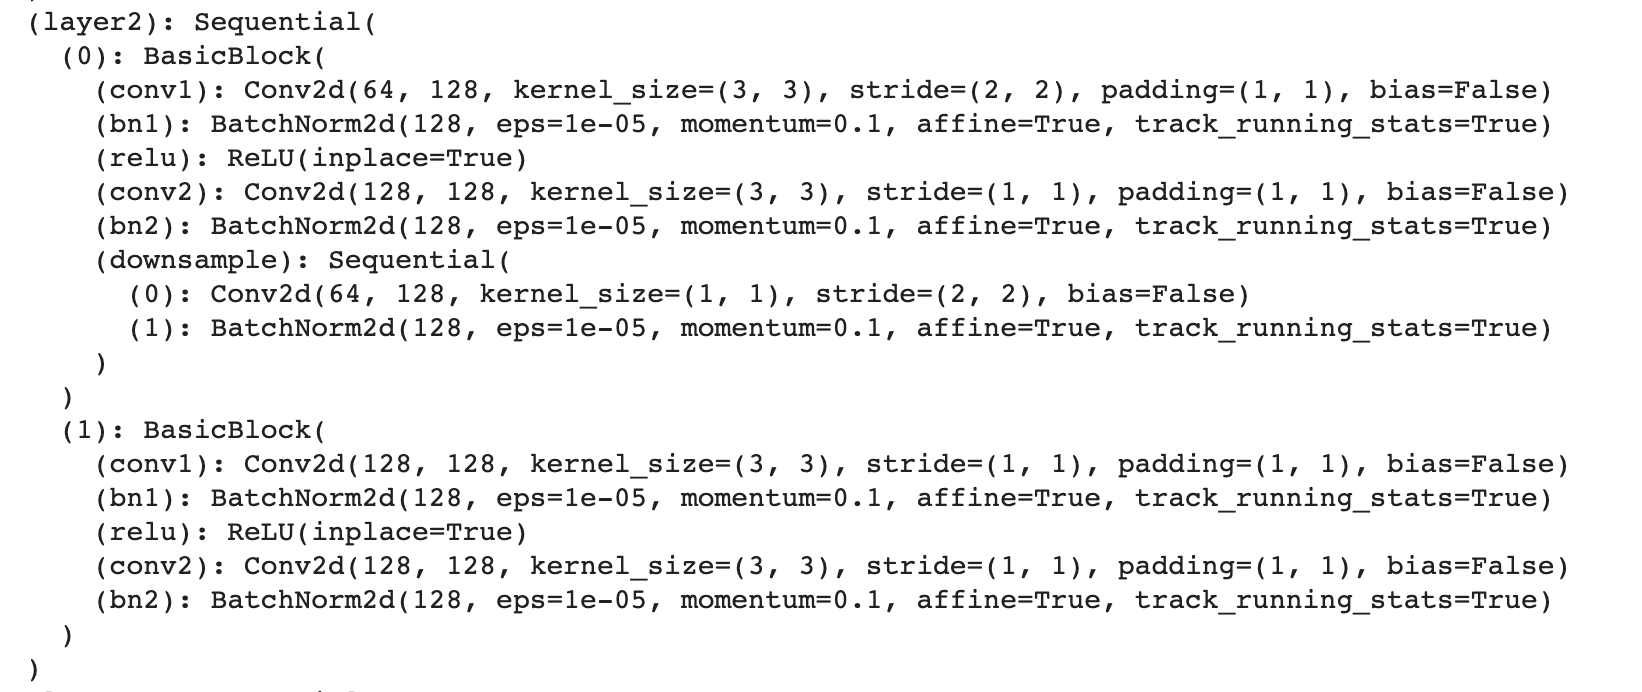 (layer2): Sequential(
(0): BasicBlock(
(conv1): Conv2d(64, 128, kernel_size=(3, 3), stride=(2, 2), padding=(1, 1), bias=False)
(bn1): BatchNorm2d(128, eps=1e-05, momentum=0.1, affine=True, track_running_stats=True)
(relu): ReLU(inplace=True)
(conv2): Conv2d(128, 128, kernel_size=(3, 3), stride=(1, 1), padding=(1, 1), bias=False)
(bn2): BatchNorm2d(128, eps=1e-05, momentum=0.1, affine=True, track_running_stats=True)
(downsample): Sequential(
(0): Conv2d(64, 128, kernel_size=(1, 1), stride=(2, 2), bias=False)
(1): BatchNorm2d(128, eps=1e-05, momentum=0.1, affine=True, track_running_stats=True)
)
)
(1): BasicBlock(
(conv1): Conv2d(128, 128, kernel_size=(3, 3), stride=(1, 1), padding=(1, 1), bias=False)
(bn1): BatchNorm2d(128, eps=1e-05, momentum=0.1, affine=True, track_running_stats=True)
(relu): ReLU(inplace=True)
(conv2): Conv2d(128, 128, kernel_size=(3, 3), stride=(1, 1), padding=(1, 1), bias=False)
(bn2): BatchNorm2d(128, eps=1e-05, momentum=0.1, affine=True, track_running_stats=True)
)
)